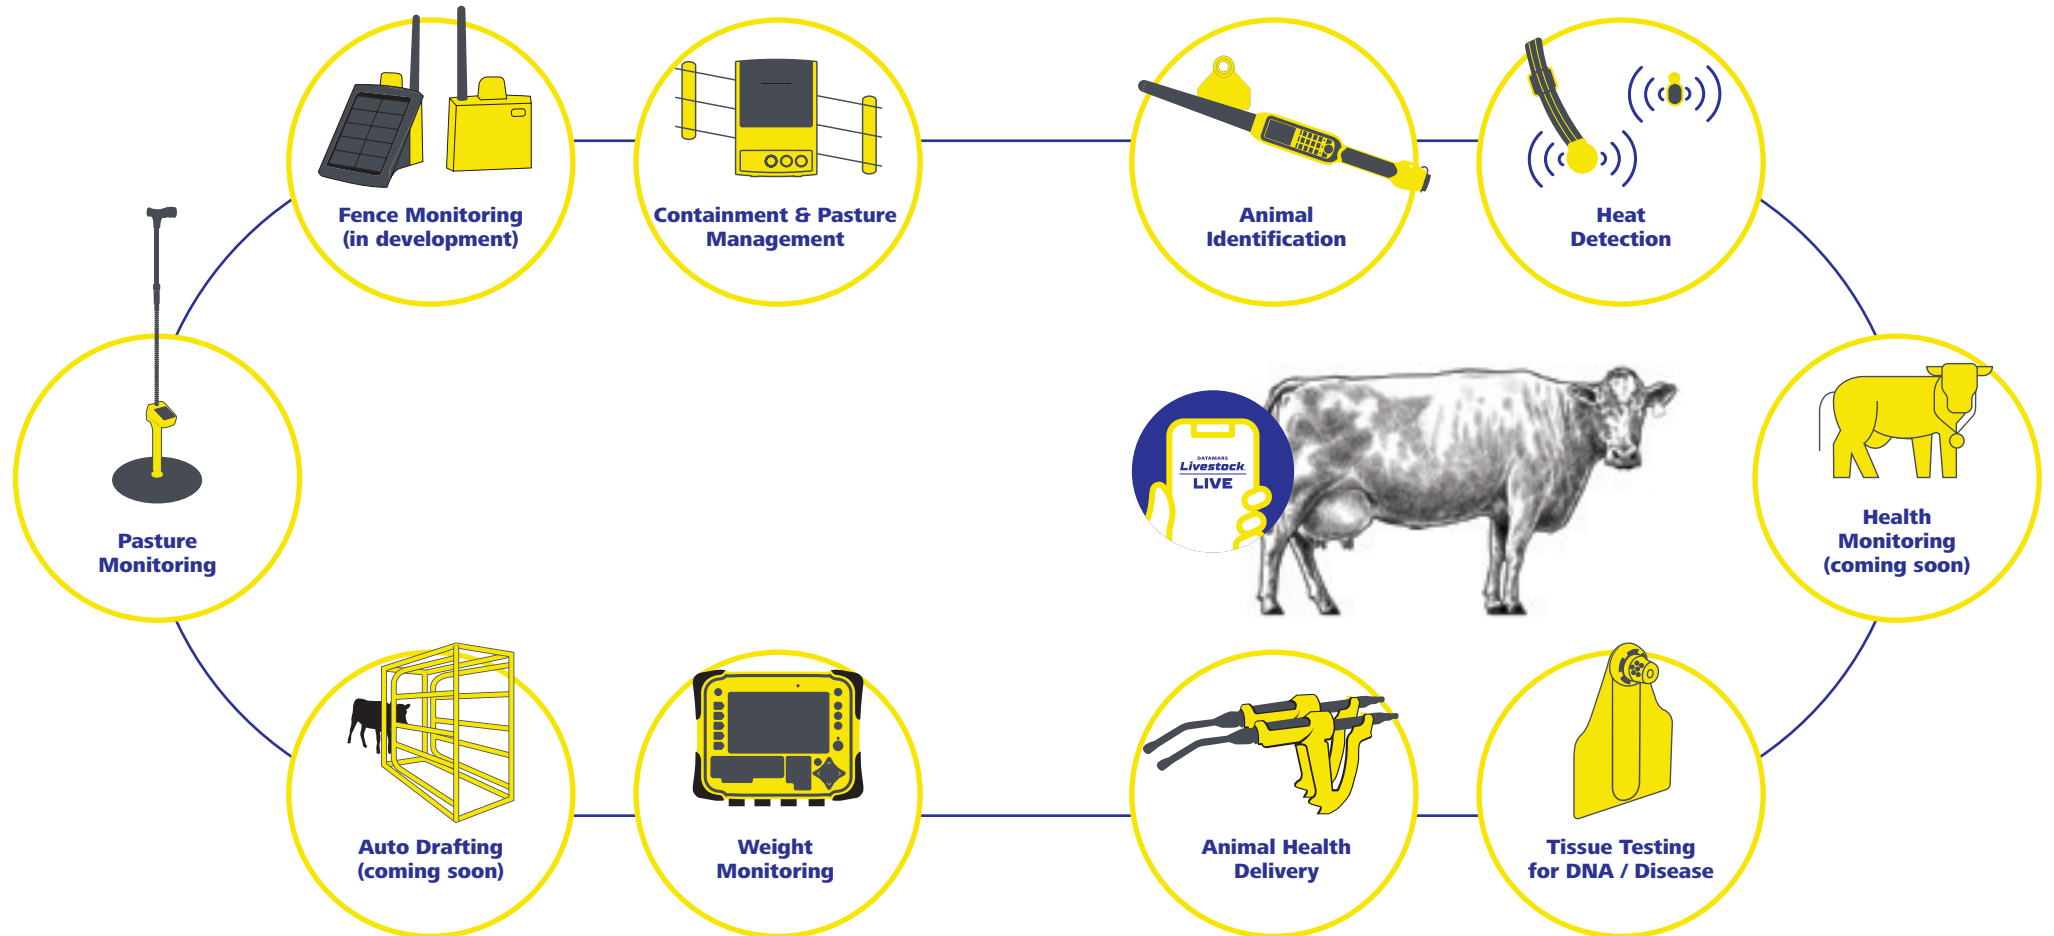 Fence Monitoring
(in development)
Containment & Pasture
Management
Animal
Identification
Heat
Detection
Pasture
Monitoring
DATAMARS
Livestock
LIVE
Health
Monitoring
(coming soon)
Auto Drafting
(coming soon)
Weight
Monitoring
Animal Health
Delivery
Tissue Testing
for DNA / Disease